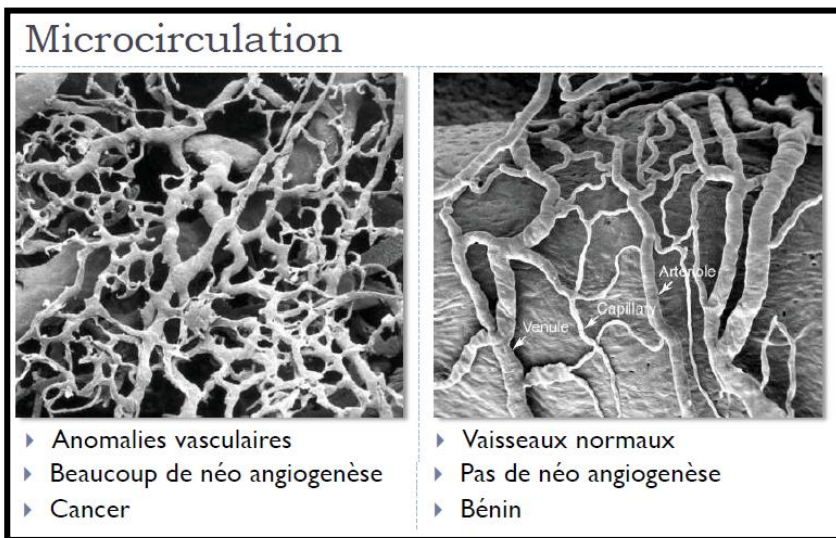 Microcirculation
Venule
Capillary
Arteriole
Anomalies vasculaires
Beaucoup de néo angiogenèse
Cancer
Vaisseaux normaux
Pas de néo angiogenèse
Bénin